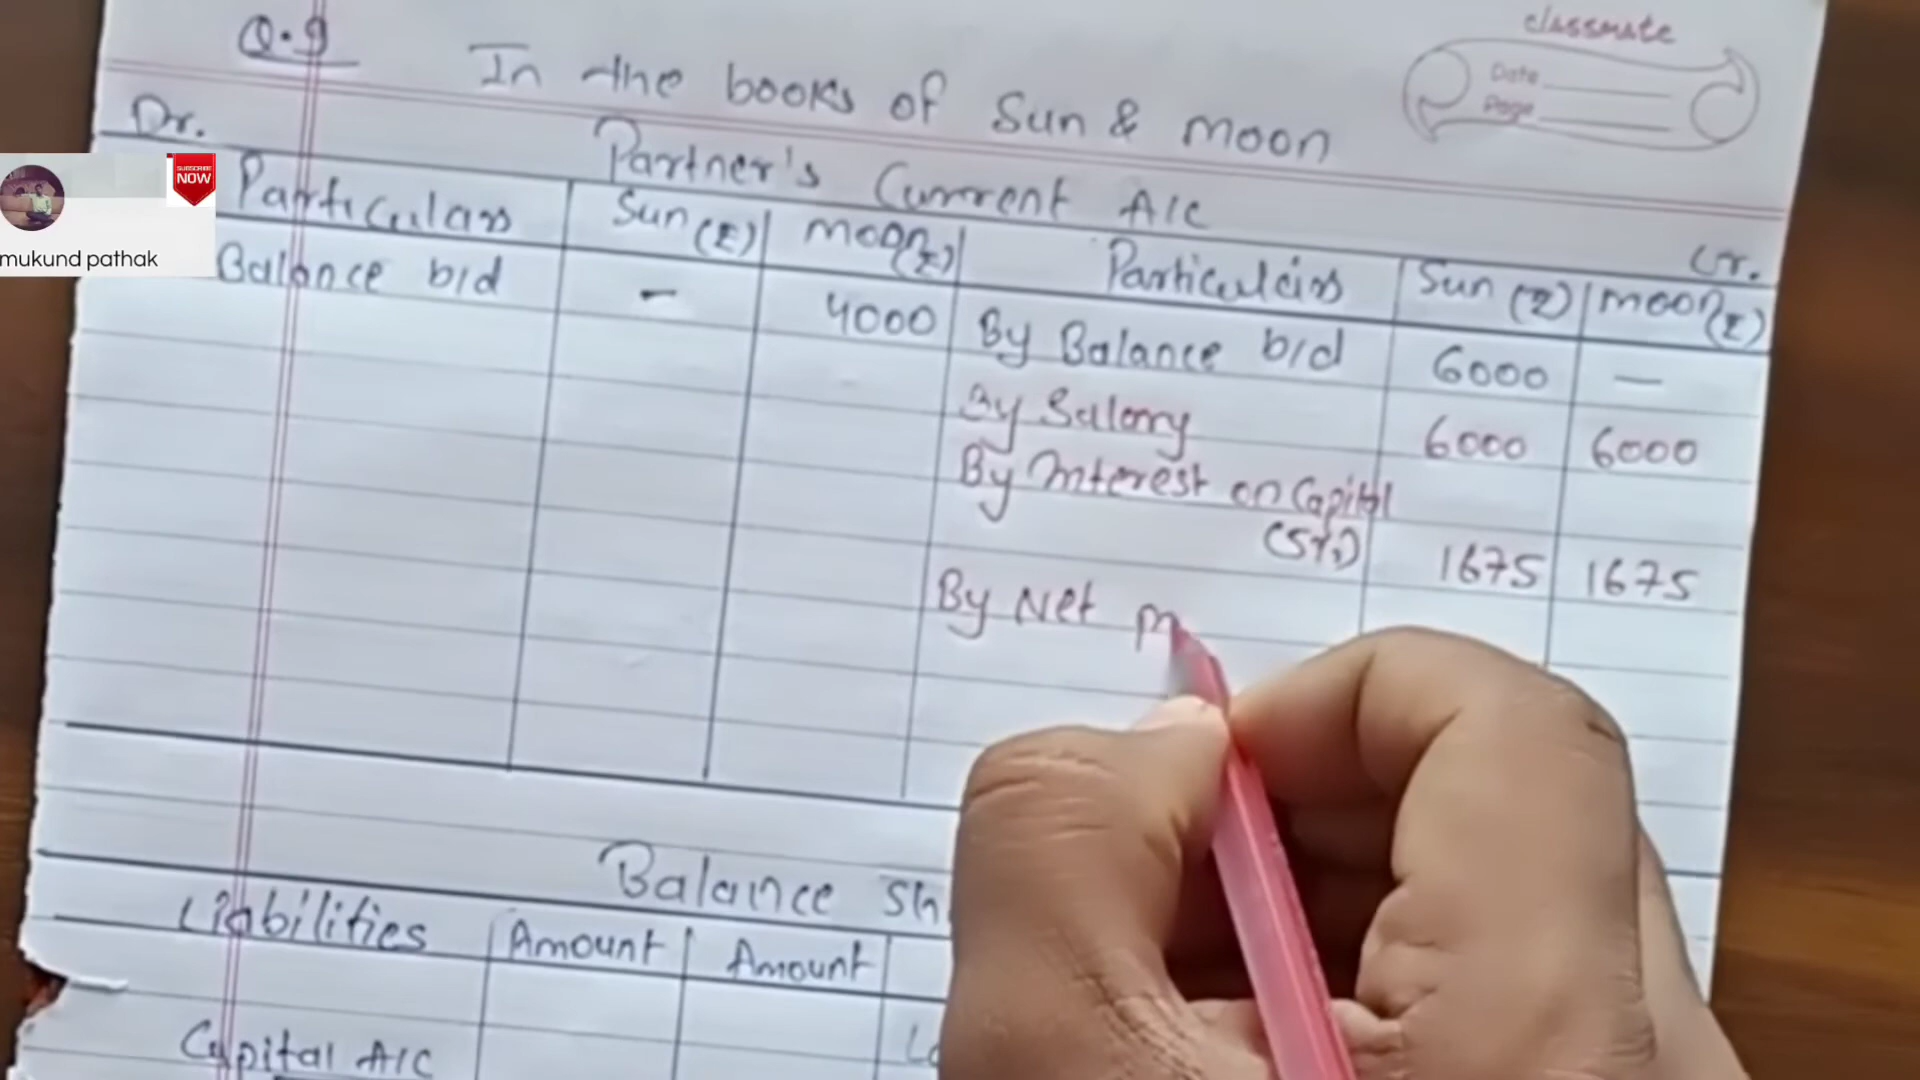 classmate
Date
Page
Q.9
In the books of Sun & moon
Dr.
Partner's Current A/c
Cr.
Particulars Sun (₹) moon (₹) Particulars Sun (₹) moon (₹)
Balance b/d - 4000 By Balance b/d 6000 —
By Salary 6000 6000
By Interest on Capital
(5%) 1675 1675
By Net
SUBSCRIBE
NOW
mukund pathak
Balance Sh
Liabilities Amount Amount
Capital A/C